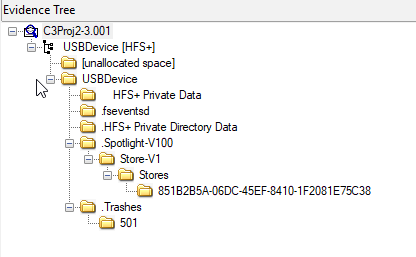 Evidence Tree
C3Proj2-3.001
USBDevice [HFS+]
[unallocated space]
USBDevice
HFS+ Private Data
.fseventsd
.HFS+ Private Directory Data
.Spotlight-V100
Store-V1
Stores
851B2B5A-06DC-45EF-8410-1F2081E75C38
.Trashes
501